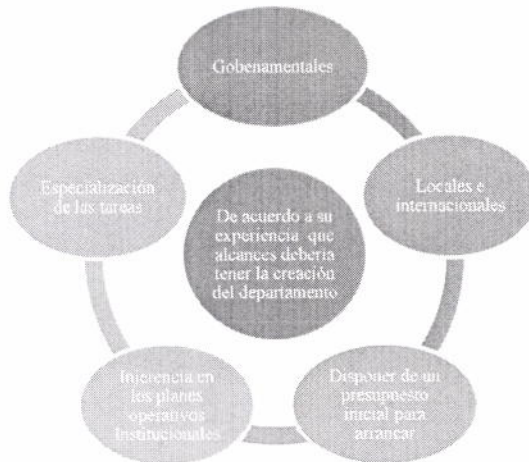 Gobenamentales
Locales e
internacionales
Disponer de un
presupuesto
inicial para
arrancar
Injerencia en
los planes
operativos
Institucionales
Especialización
de las tareas
De acuerdo a su
experiencia que
alcances debería
tener la creación
del departamento